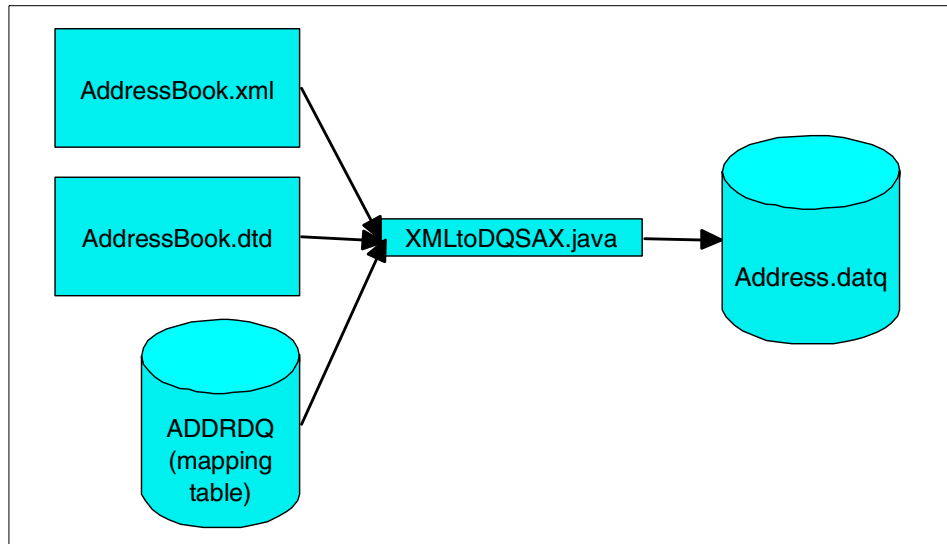 AddressBook.xml
AddressBook.dtd
XMLtoDQSAX.java
Address.datq
ADDRDQ
(mapping
table)